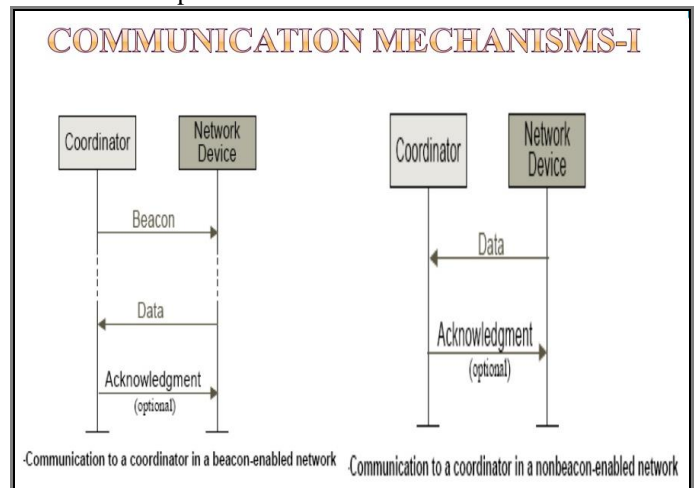 COMMUNICATION MECHANISMS-I
Coordinator
Network
Device
Beacon
Data
Acknowledgment
(optional)
-Communication to a coordinator in a beacon-enabled network
Coordinator
Network
Device
Data
Acknowledgment
(optional)
-Communication to a coordinator in a nonbeacon-enabled network